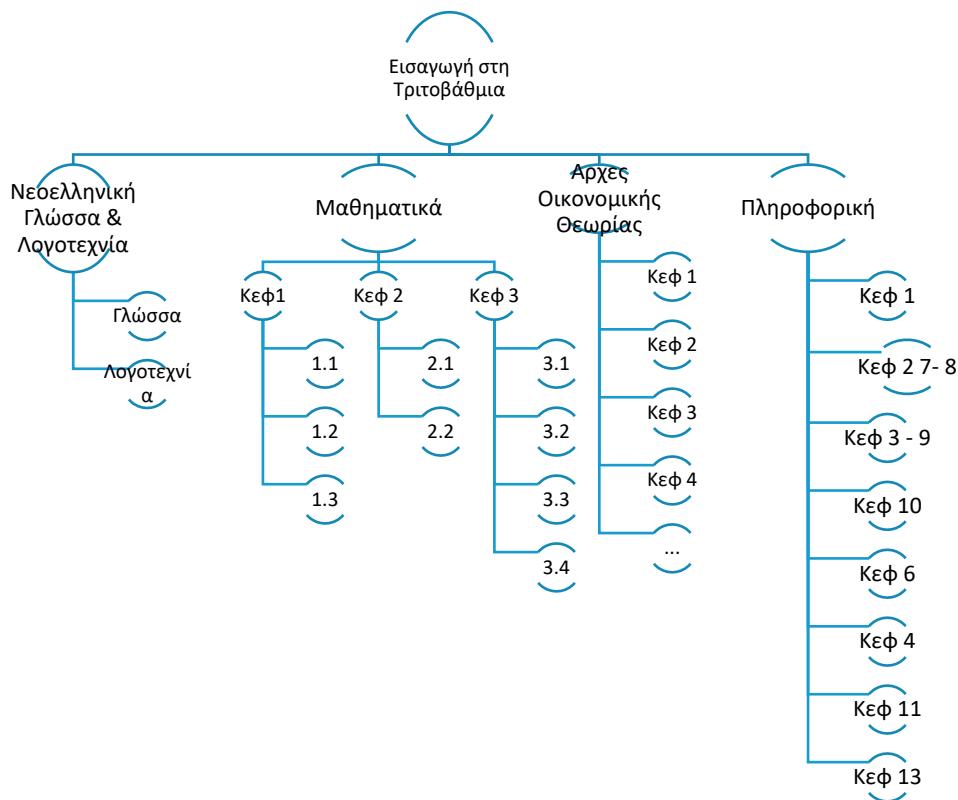 Εισαγωγή στη
Τριτοβάθμια
Νεοελληνική
Γλώσσα &
Λογοτεχνία
Γλώσσα
Λογοτεχνί
α
Μαθηματικά
Κεφ1
1.1
1.2
1.3
Κεφ 2
2.1
2.2
Κεφ 3
3.1
3.2
3.3
3.4
Αρχες
Οικονομικής
Θεωρίας
Κεφ 1
Κεφ 2
Κεφ 3
Κεφ 4
...
Πληροφορική
Κεφ 1
Κεφ 2 7- 8
Κεφ 3 - 9
Κεφ 10
Κεφ 6
Κεφ 4
Κεφ 11
Κεφ 13